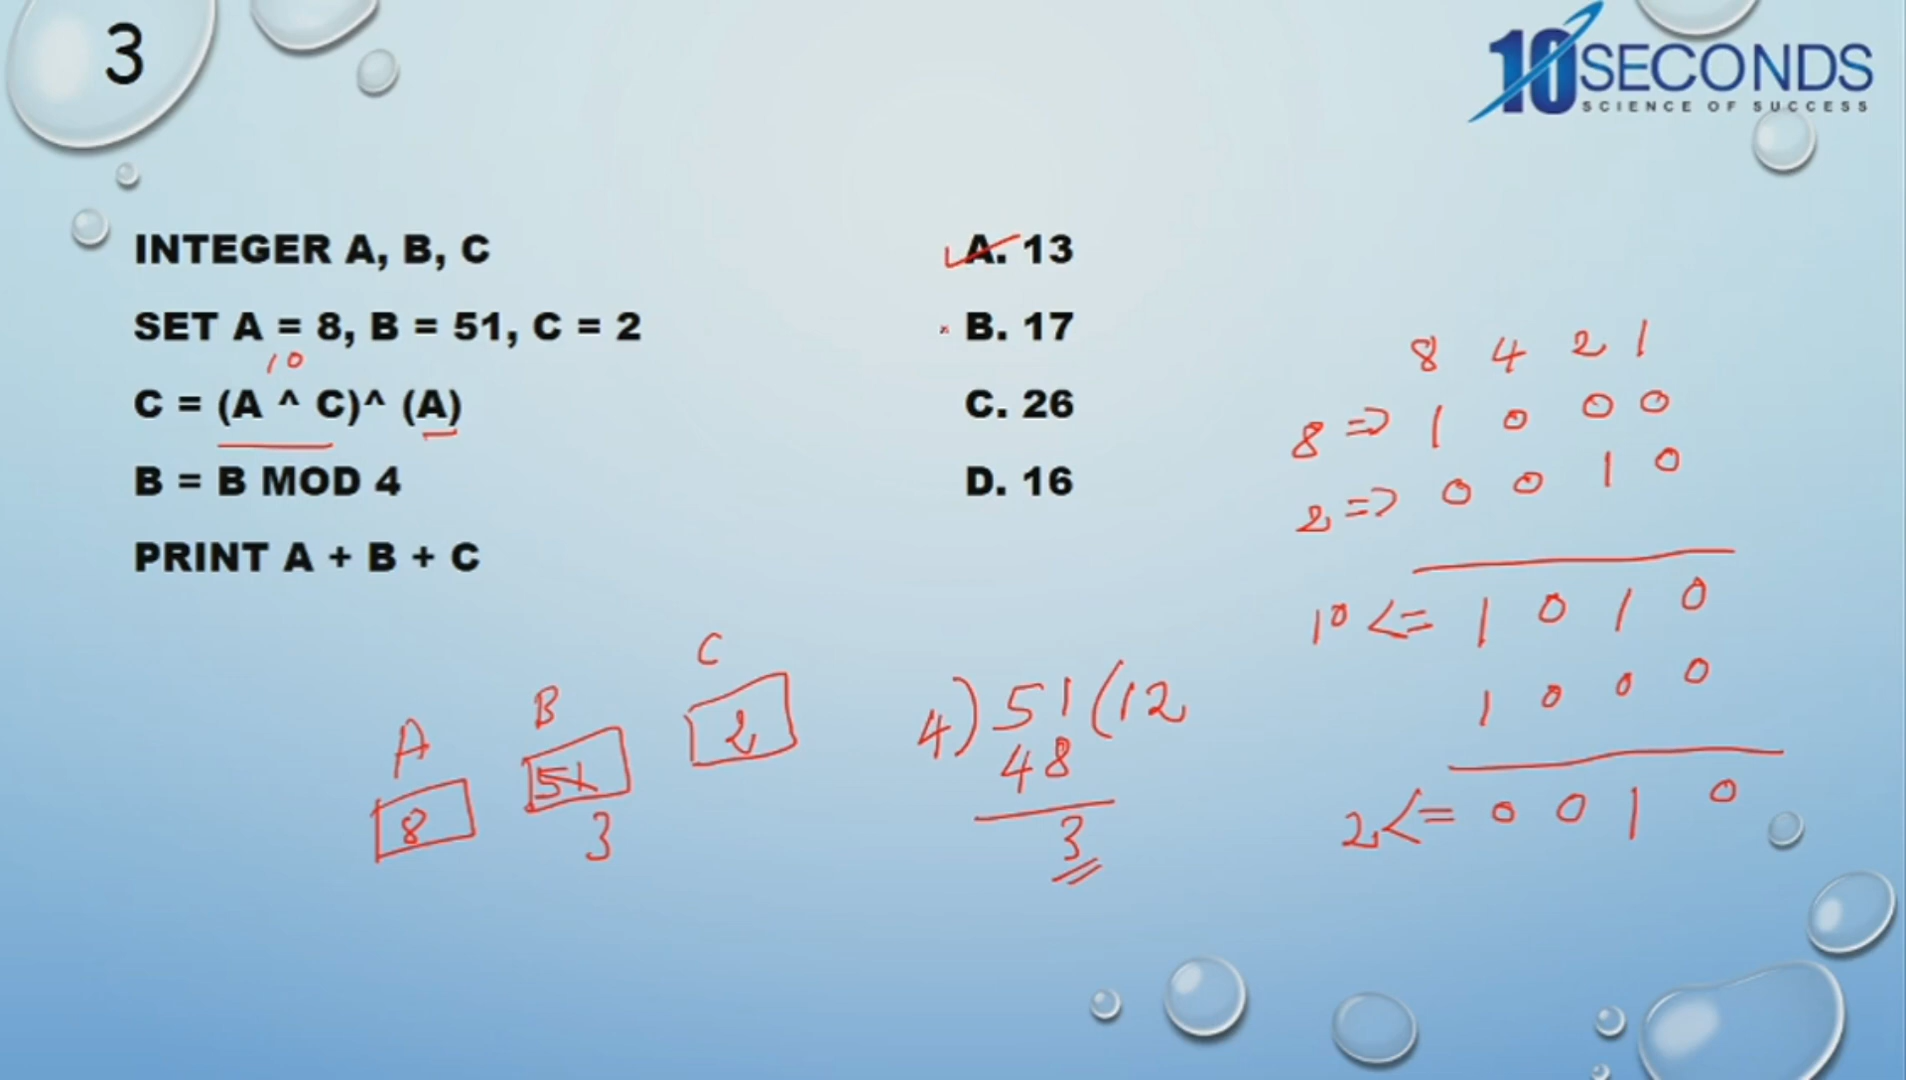 3
10 SECONDS
SCIENCE OF SUCCESS
INTEGER A, B, C
SET A = 8, B = 51, C = 2
10
C = (A ^ C)^ (A)
B = B MOD 4
PRINT A + B + C
A. 13
B. 17
C. 26
D. 16
8 4 2 1
8 => 1 0 0 0
2 => 0 0 1 0
10 <= 1 0 1 0
1 0 0 0
2 <= 0 0 1 0
A
8
B
51
3
C
2
4) 51 (12
48
3